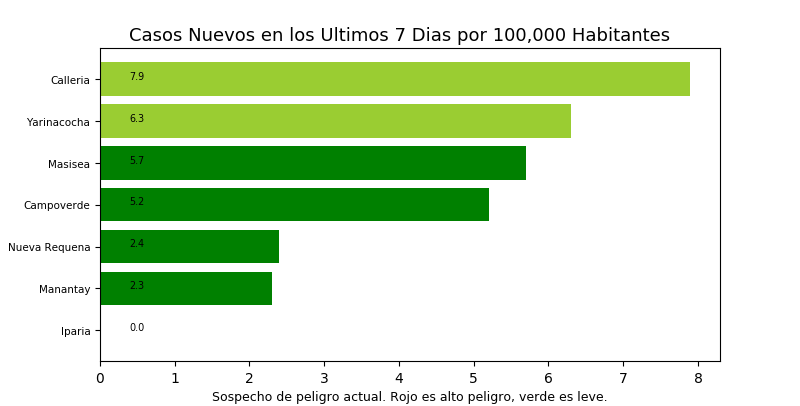 Casos Nuevos en los Ultimos 7 Dias por 100,000 Habitantes
Calleria 7.9
Yarinacocha 6.3
Masisea 5.7
Campoverde 5.2
Nueva Requena 2.4
Manantay 2.3
Iparia 0.0
0 1 2 3 4 5 6 7 8
Sospecho de peligro actual. Rojo es alto peligro, verde es leve.